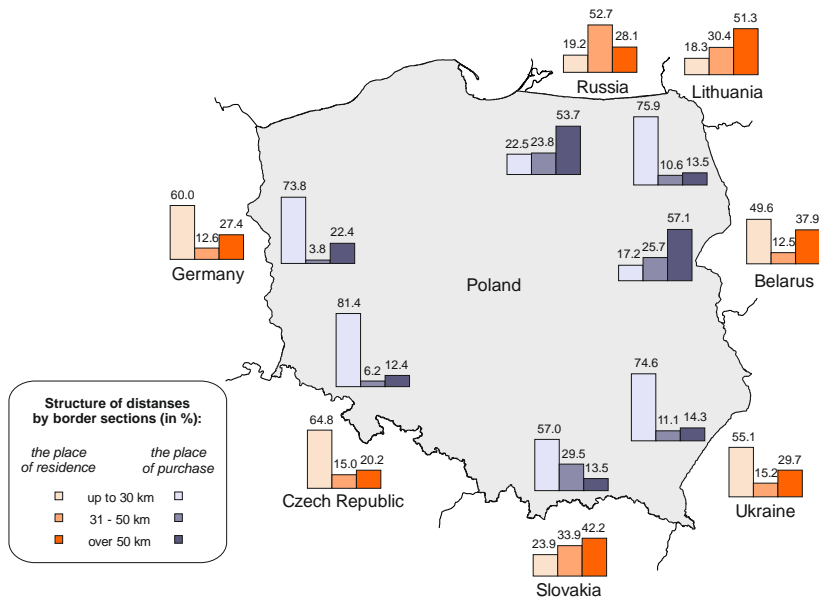 52.7
19.2
28.1
Russia
51.3
30.4
18.3
Lithuania
22.5 23.8 53.7
75.9
10.6 13.5
60.0
12.6
27.4
Germany
73.8
3.8
22.4
17.2 25.7 57.1
49.6
12.5
37.9
Belarus
Poland
81.4
6.2
12.4
74.6
11.1
14.3
57.0
29.5
13.5
64.8
15.0 20.2
Czech Republic
55.1
15.2
29.7
Ukraine
23.9 33.9 42.2
Slovakia
Structure of distanses
by border sections (in %):
the place the place
of residence of purchase
up to 30 km
31 - 50 km
over 50 km